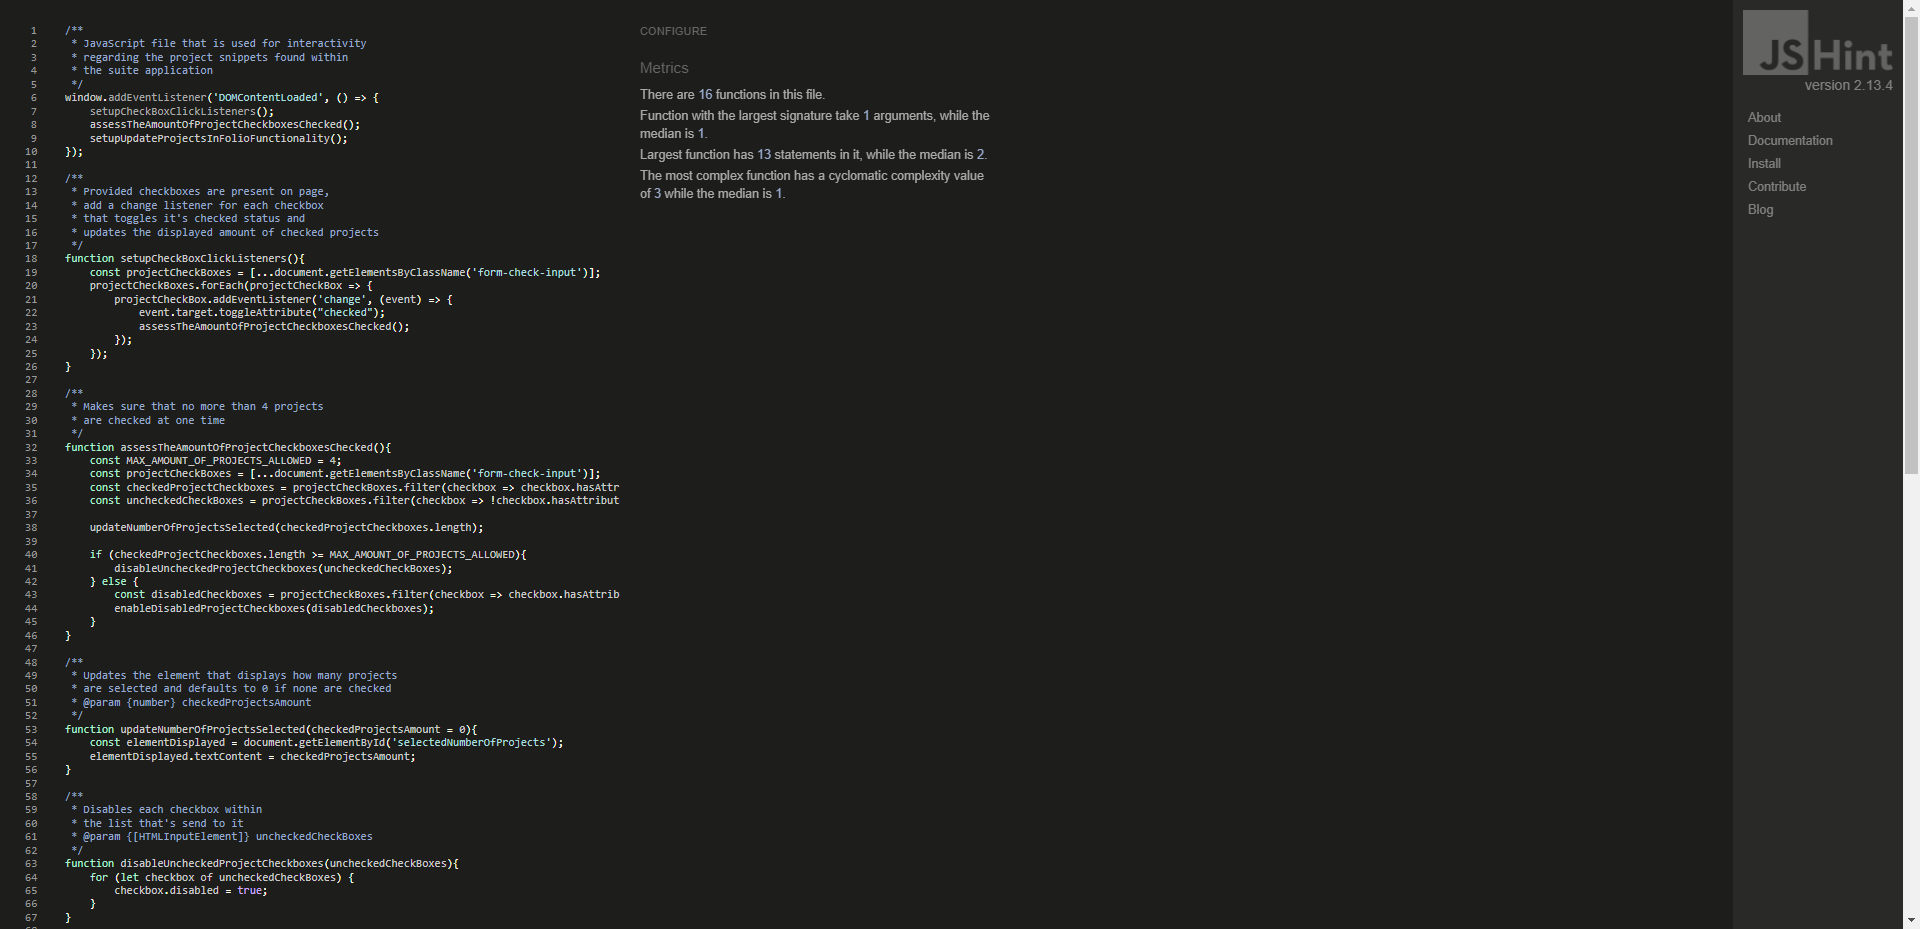 1 /**
2  * JavaScript file that is used for interactivity
3  * regarding the project snippets found within
4  * the suite application
5  */
6 window.addEventListener('DOMContentLoaded', () => {
7     setupCheckBoxClickListeners();
8     assessTheAmountOfProjectCheckboxesChecked();
9     setupUpdateProjectsInFolioFunctionality();
10 });
11
12 /**
13  * Provided checkboxes are present on page,
14  * add a change listener for each checkbox
15  * that toggles it's checked status and
16  * updates the displayed amount of checked projects
17  */
18 function setupCheckBoxClickListeners(){
19     const projectCheckBoxes = [...document.getElementsByClassName('form-check-input')];
20     projectCheckBoxes.forEach(projectCheckBox => {
21         projectCheckBox.addEventListener('change', (event) => {
22             event.target.toggleAttribute("checked");
23             assessTheAmountOfProjectCheckboxesChecked();
24         });
25     });
26 }
27
28 /**
29  * Makes sure that no more than 4 projects
30  * are checked at one time
31  */
32 function assessTheAmountOfProjectCheckboxesChecked(){
33     const MAX_AMOUNT_OF_PROJECTS_ALLOWED = 4;
34     const projectCheckBoxes = [...document.getElementsByClassName('form-check-input')];
35     const checkedProjectCheckboxes = projectCheckBoxes.filter(checkbox => checkbox.hasAttr
36     const uncheckedCheckBoxes = projectCheckBoxes.filter(checkbox => !checkbox.hasAttribut
37
38     updateNumberOfProjectsSelected(checkedProjectCheckboxes.length);
39
40     if (checkedProjectCheckboxes.length >= MAX_AMOUNT_OF_PROJECTS_ALLOWED){
41         disableUncheckedProjectCheckboxes(uncheckedCheckBoxes);
42     } else {
43         const disabledCheckboxes = projectCheckBoxes.filter(checkbox => checkbox.hasAttrib
44         enableDisabledProjectCheckboxes(disabledCheckboxes);
45     }
46 }
47
48 /**
49  * Updates the element that displays how many projects
50  * are selected and defaults to 0 if none are checked
51  * @param {number} checkedProjectsAmount
52  */
53 function updateNumberOfProjectsSelected(checkedProjectsAmount = 0){
54     const elementDisplayed = document.getElementById('selectedNumberOfProjects');
55     elementDisplayed.textContent = checkedProjectsAmount;
56 }
57
58 /**
59  * Disables each checkbox within
60  * the list that's send to it
61  * @param {[HTMLInputElement]} uncheckedCheckBoxes
62  */
63 function disableUncheckedProjectCheckboxes(uncheckedCheckBoxes){
64     for (let checkbox of uncheckedCheckBoxes) {
65         checkbox.disabled = true;
66     }
67 }
CONFIGURE
Metrics
There are 16 functions in this file.
Function with the largest signature take 1 arguments, while the
median is 1.
Largest function has 13 statements in it, while the median is 2.
The most complex function has a cyclomatic complexity value
of 3 while the median is 1.
JSHint
version 2.13.4
About
Documentation
Install
Contribute
Blog